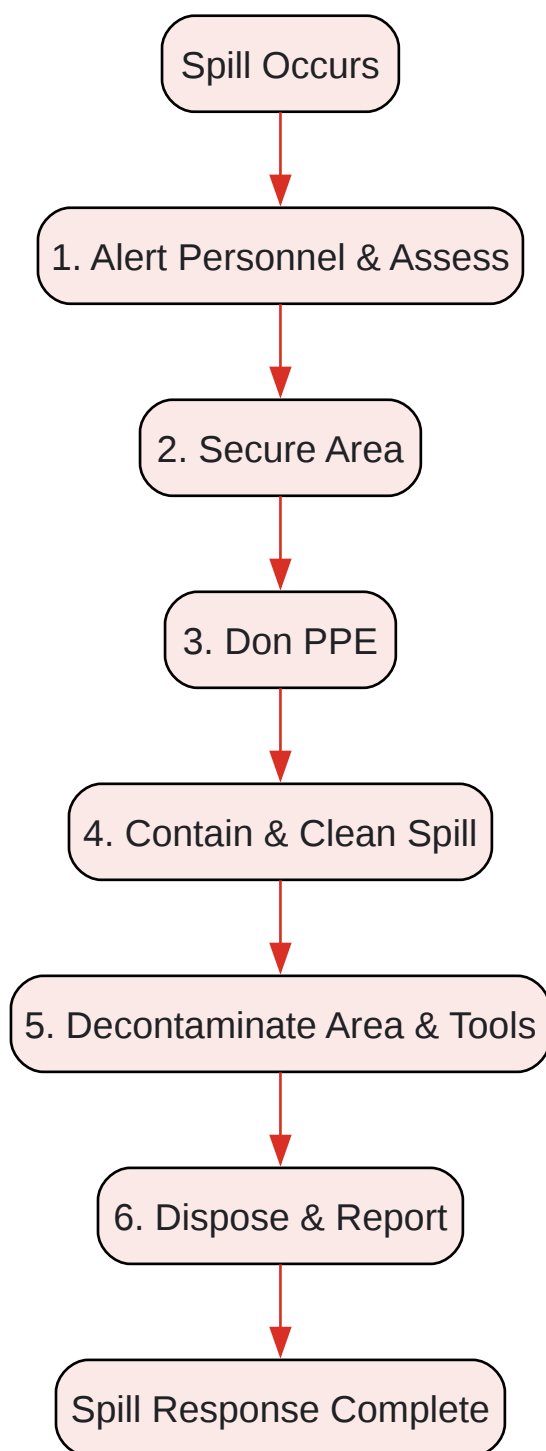 Spill Occurs
1. Alert Personnel & Assess
2. Secure Area
3. Don PPE
4. Contain & Clean Spill
5. Decontaminate Area & Tools
6. Dispose & Report
Spill Response Complete